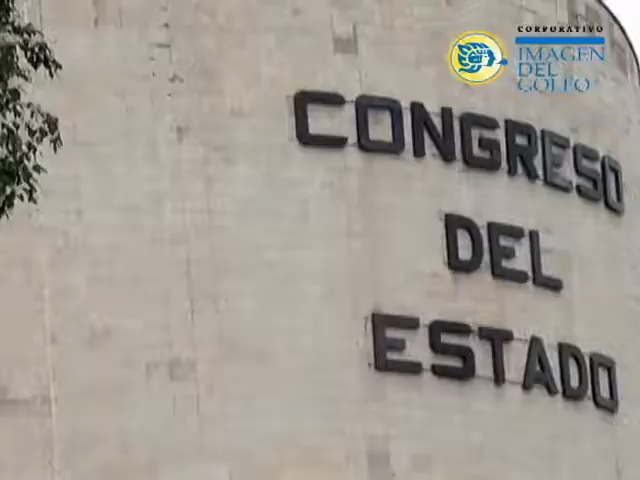 CORPORATIVO
IMAGEN
DEL
GOLFO
CONGRESO
DEL
ESTADO